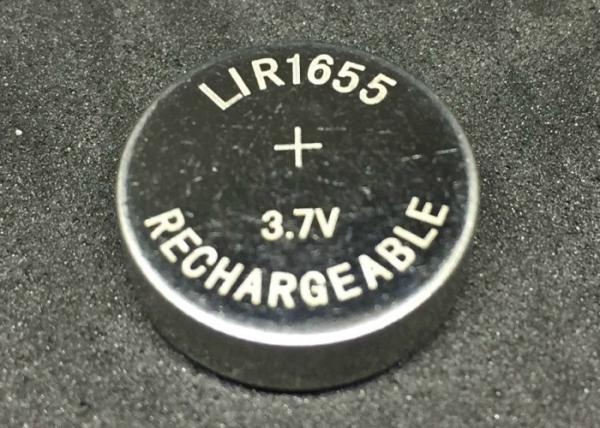 LIR1655
+
3.7V
RECHARGEABLE